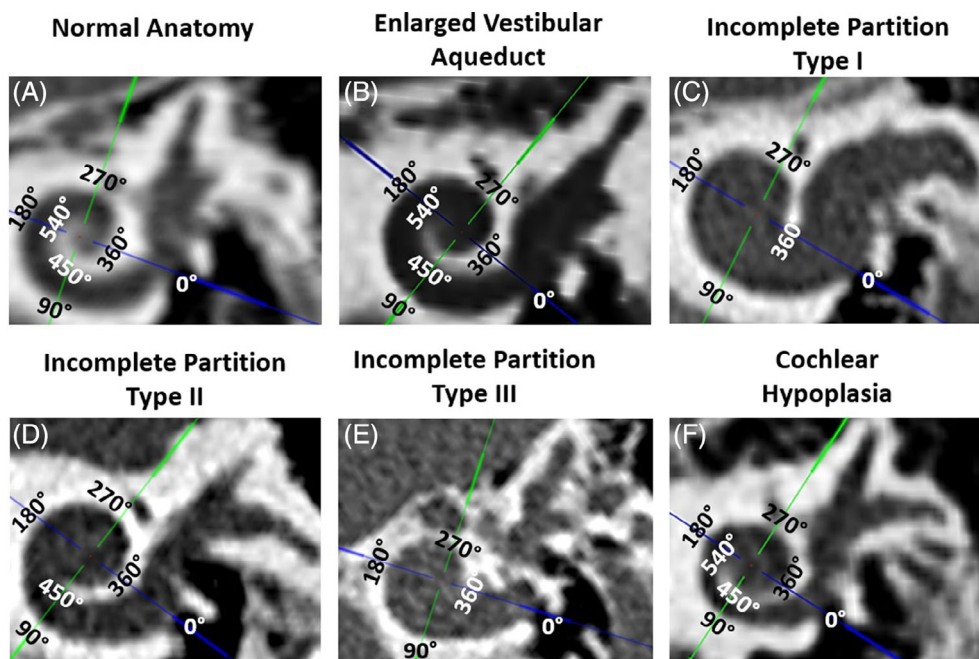 Normal Anatomy
Enlarged Vestibular
Aqueduct
Incomplete Partition
Type I
(A)
270°
180°
540°
360°
450°
0°
90°
(B)
180°
270°
540°
360°
450°
0°
90°
(C)
270°
180°
360
0
90°
Incomplete Partition
Type II
Incomplete Partition
Type III
Cochlear
Hypoplasia
(D)
270°
180°
360°
450°
0°
90°
(E)
270°
180°
360
0°
90°
(F)
270°
180°
540°
360°
450°
0°
90°